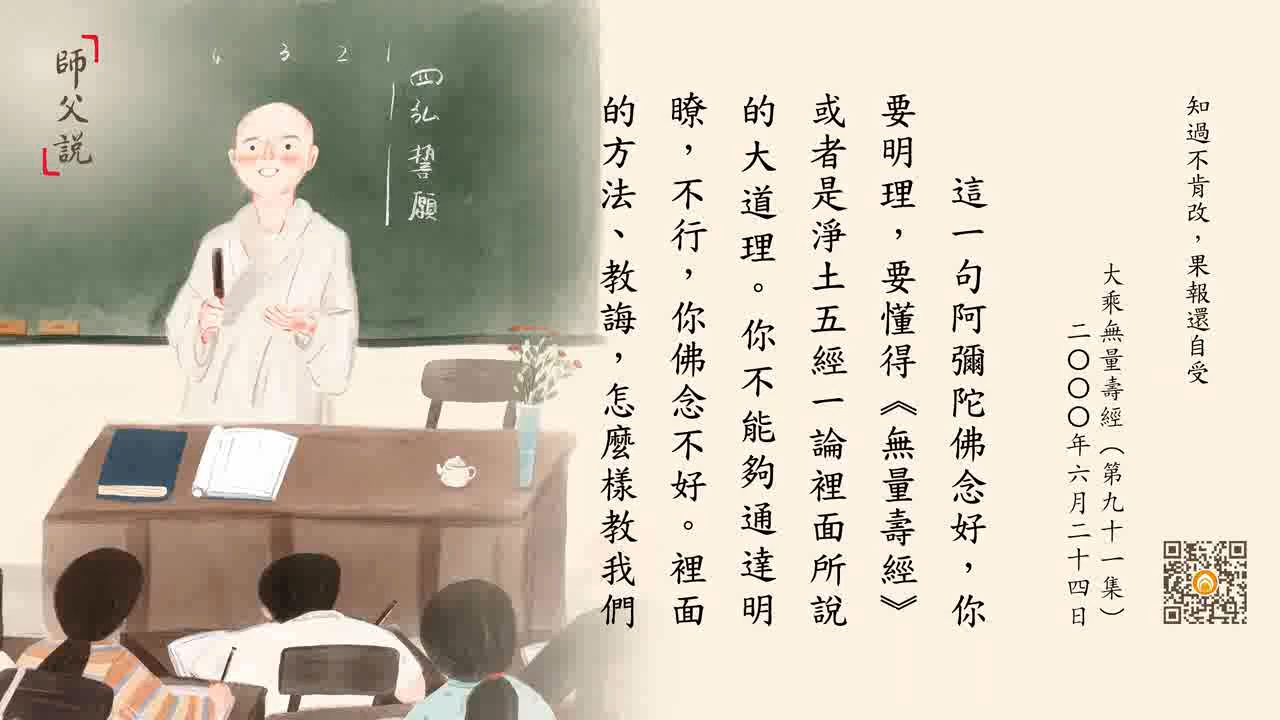 知過不肯改，果報還自受
大乘無量壽經（第九十一集）
二〇〇〇年六月二十四日
這一句阿彌陀佛念好，你
要明理，要懂得《無量壽經》
或者是淨土五經一論裡面所說
的大道理。你不能夠通達明
瞭，不行，你佛念不好。裡面
的方法、教誨，怎麼樣教我們
四弘誓願
1
2
3
4
師父説